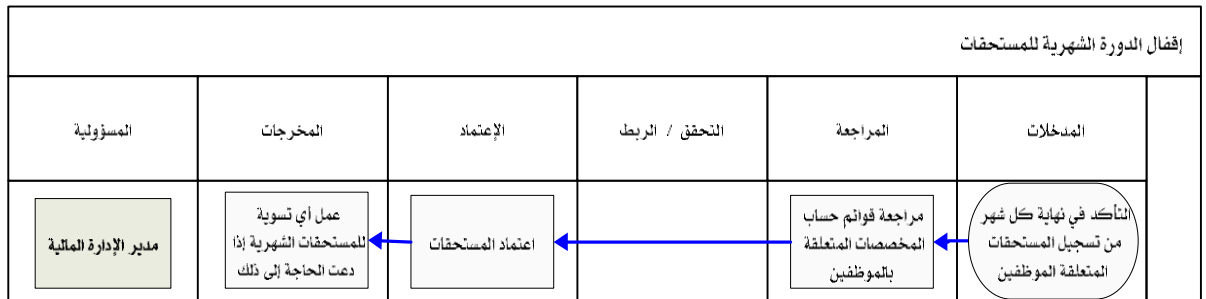 إقفال الدورة الشهرية للمستحقات
المدخلات
المراجعة
التحقق / الربط
الإعتماد
المخرجات
المسؤولية
التأكد في نهاية كل شهر
من تسجيل المستحقات
المتعلقة الموظفين
مراجعة قوائم حساب
المخصصات المتعلقة
بالموظفين
اعتماد المستحقات
عمل أي تسوية
للمستحقات الشهرية إذا
دعت الحاجة إلى ذلك
مدير الإدارة المالية